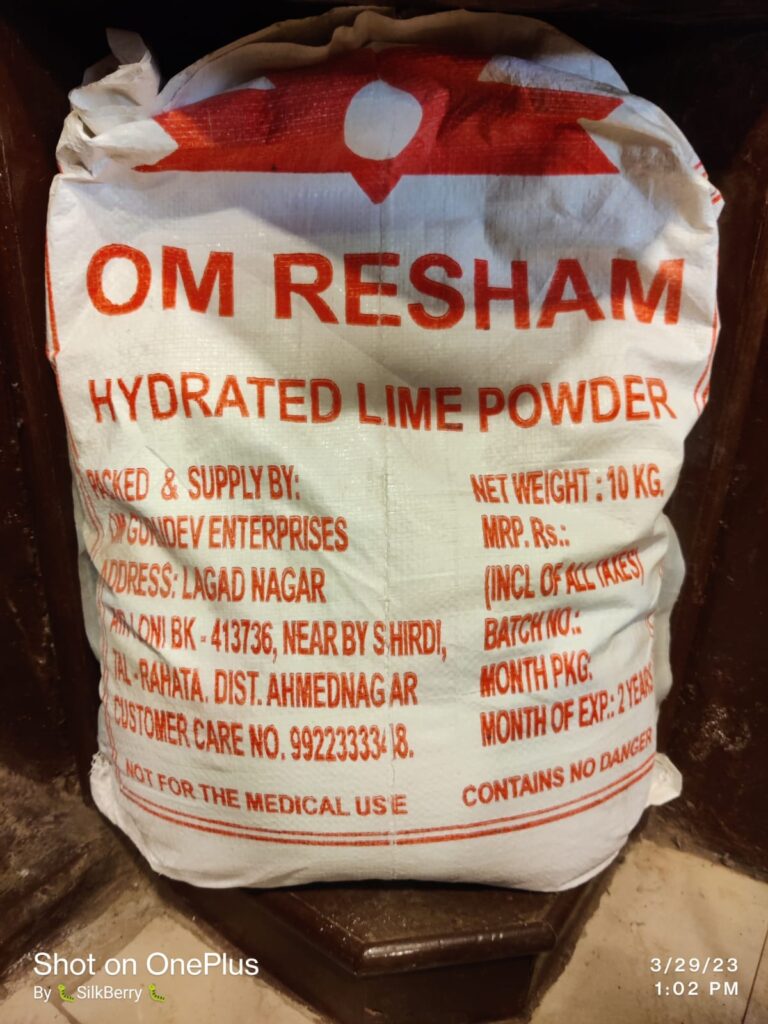 OM RESHAM
HYDRATED LIME POWDER
PACKED & SUPPLY BY:
ENTERPRISES
ADDRESS: LAGAD NAGAR
LONI BK - 413736, NEAR BY SHIRDI,
TAL - RAHATA. DIST. AHMEDNAGAR
CUSTOMER CARE NO.
NOT FOR THE MEDICAL USE
NET WEIGHT : 10 KG.
MRP. Rs.:
(INCL OF ALL TAXES)
BATCH NO.:
MONTH PKG:
MONTH OF EXP.: 2 YEARS
CONTAINS NO DANGER
Shot on OnePlus
By 🐛SilkBerry 🐛
3/29/23
1:02 PM